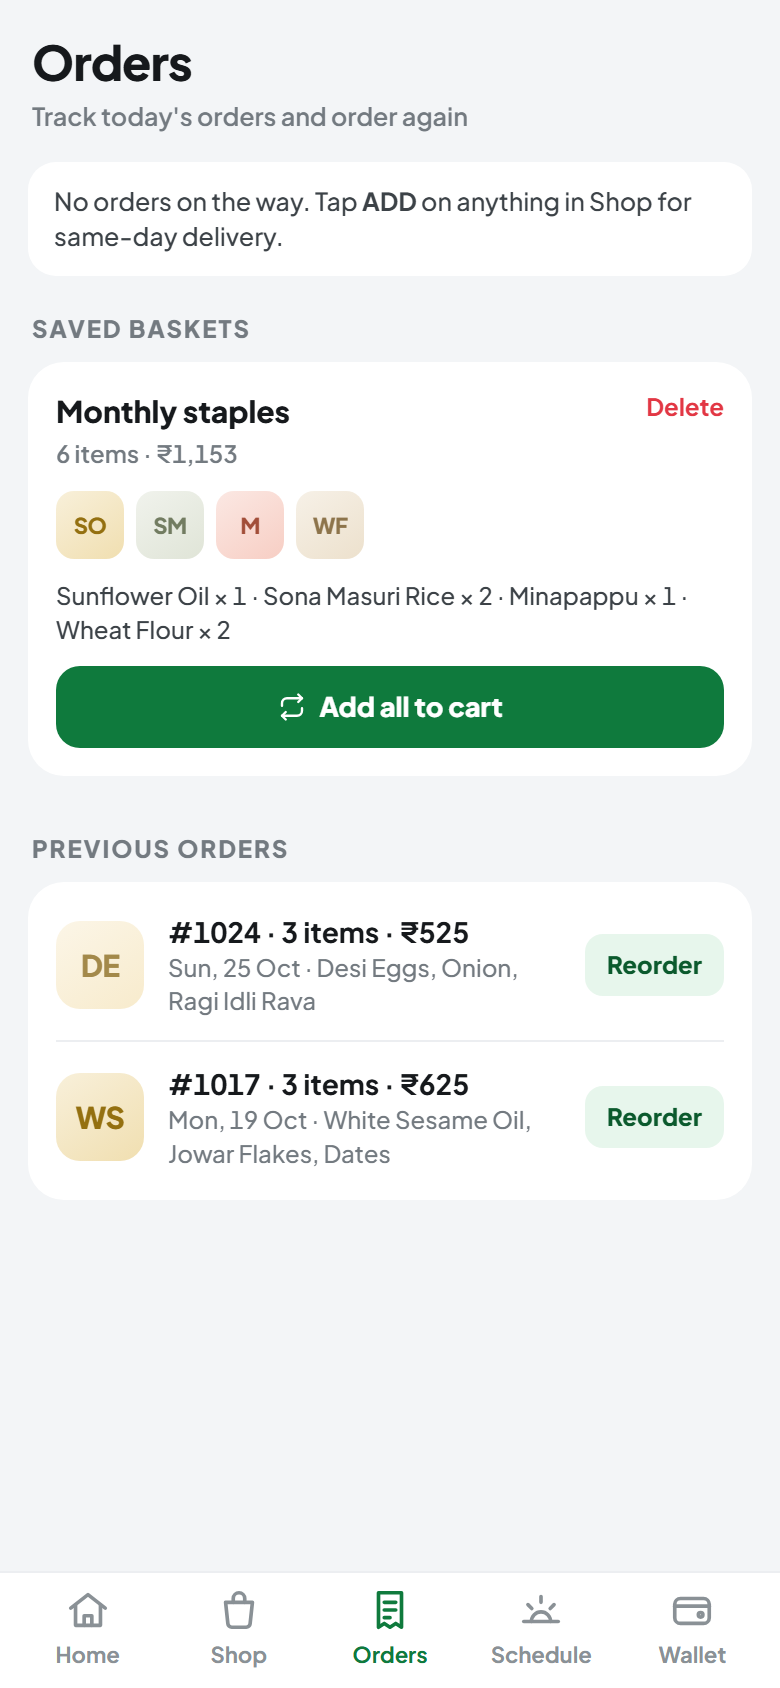 Orders
Track today's orders and order again
No orders on the way. Tap ADD on anything in Shop for
same-day delivery.
SAVED BASKETS
Monthly staples
Delete
6 items · ₹1,153
SO SM M WF
Sunflower Oil × 1 · Sona Masuri Rice × 2 · Minapappu × 1 ·
Wheat Flour × 2
Add all to cart
PREVIOUS ORDERS
DE
#1024 · 3 items · ₹525
Sun, 25 Oct · Desi Eggs, Onion,
Ragi Idli Rava
Reorder
WS
#1017 · 3 items · ₹625
Mon, 19 Oct · White Sesame Oil,
Jowar Flakes, Dates
Reorder
Home Shop Orders Schedule Wallet